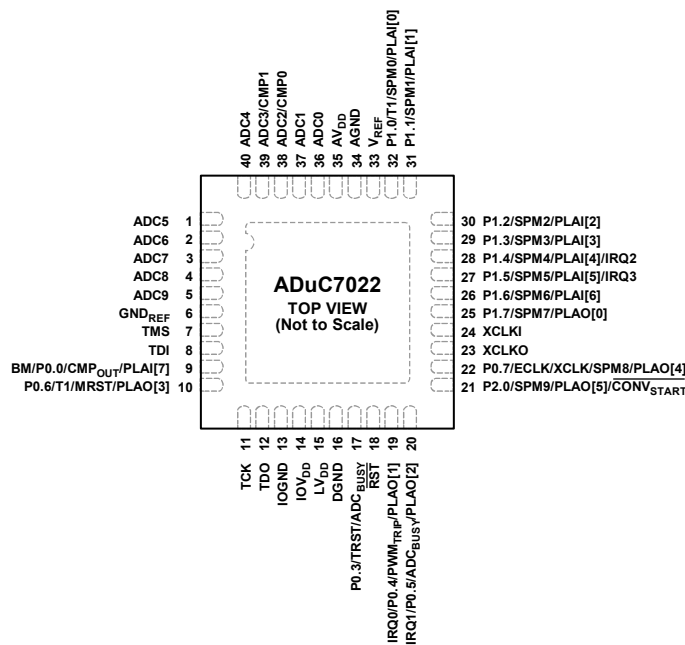 40 ADC4
39 ADC3/CMP1
38 ADC2/CMP0
37 ADC1
36 ADC0
35 AVDD
34 AGND
33 VREF
32 P1.0/T1/SPM0/PLAI[0]
31 P1.1/SPM1/PLAI[1]
ADC5 1
ADC6 2
ADC7 3
ADC8 4
ADC9 5
GNDREF 6
TMS 7
TDI 8
BM/P0.0/CMPOUT/PLAI[7] 9
P0.6/T1/MRST/PLAO[3] 10
ADuC7022
TOP VIEW
(Not to Scale)
30 P1.2/SPM2/PLAI[2]
29 P1.3/SPM3/PLAI[3]
28 P1.4/SPM4/PLAI[4]/IRQ2
27 P1.5/SPM5/PLAI[5]/IRQ3
26 P1.6/SPM6/PLAI[6]
25 P1.7/SPM7/PLAO[0]
24 XCLKI
23 XCLKO
22 P0.7/ECLK/XCLK/SPM8/PLAO[4]
21 P2.0/SPM9/PLAO[5]/CONVSTART
TCK 11
TDO 12
IOGND 13
IOVDD 14
LVDD 15
DGND 16
P0.3/TRST/ADCBUSY 17
RST 18
IRQ0/P0.4/PWMTRIP/PLAO[1] 19
IRQ1/P0.5/ADCBUSY/PLAO[2] 20